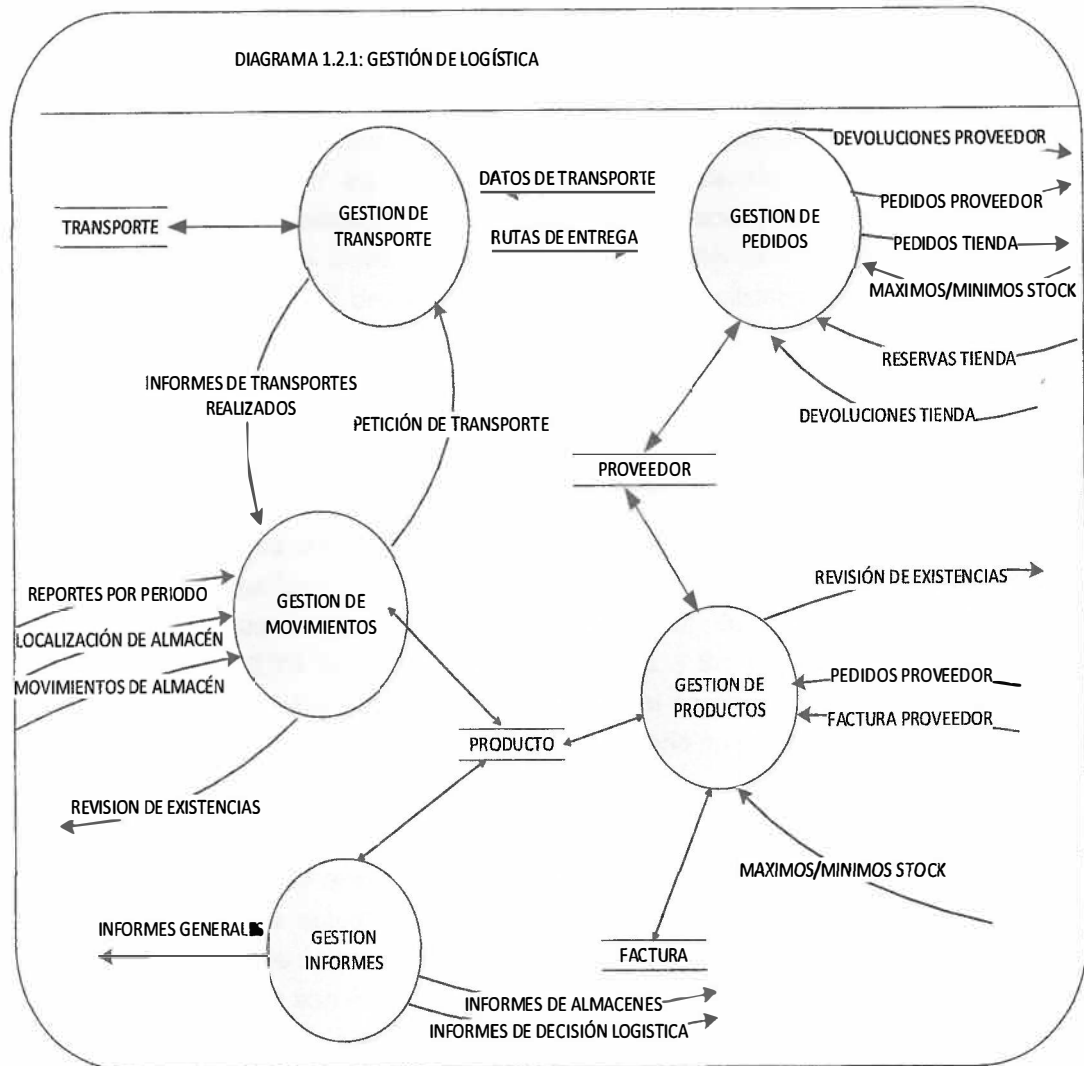 DIAGRAMA 1.2.1: GESTIÓN DE LOGÍSTICA
DEVOLUCIONES PROVEEDOR
DATOS DE TRANSPORTE
PEDIDOS PROVEEDOR
TRANSPORTE
GESTION DE
TRANSPORTE
GESTION DE
PEDIDOS
RUTAS DE ENTREGA
PEDIDOS TIENDA
MAXIMOS/MINIMOS STOCK
RESERVAS TIENDA
INFORMES DE TRANSPORTES
REALIZADOS
PETICIÓN DE TRANSPORTE
DEVOLUCIONES TIENDA
PROVEEDOR
REPORTES POR PERIODO
GESTION DE
MOVIMIENTOS
REVISIÓN DE EXISTENCIAS
LOCALIZACIÓN DE ALMACÉN
MOVIMIENTOS DE ALMACÉN
GESTION DE
PRODUCTOS
PEDIDOS PROVEEDOR
FACTURA PROVEEDOR
PRODUCTO
REVISION DE EXISTENCIAS
MAXIMOS/MINIMOS STOCK
INFORMES GENERALES
GESTION
INFORMES
FACTURA
INFORMES DE ALMACENES
INFORMES DE DECISIÓN LOGISTICA